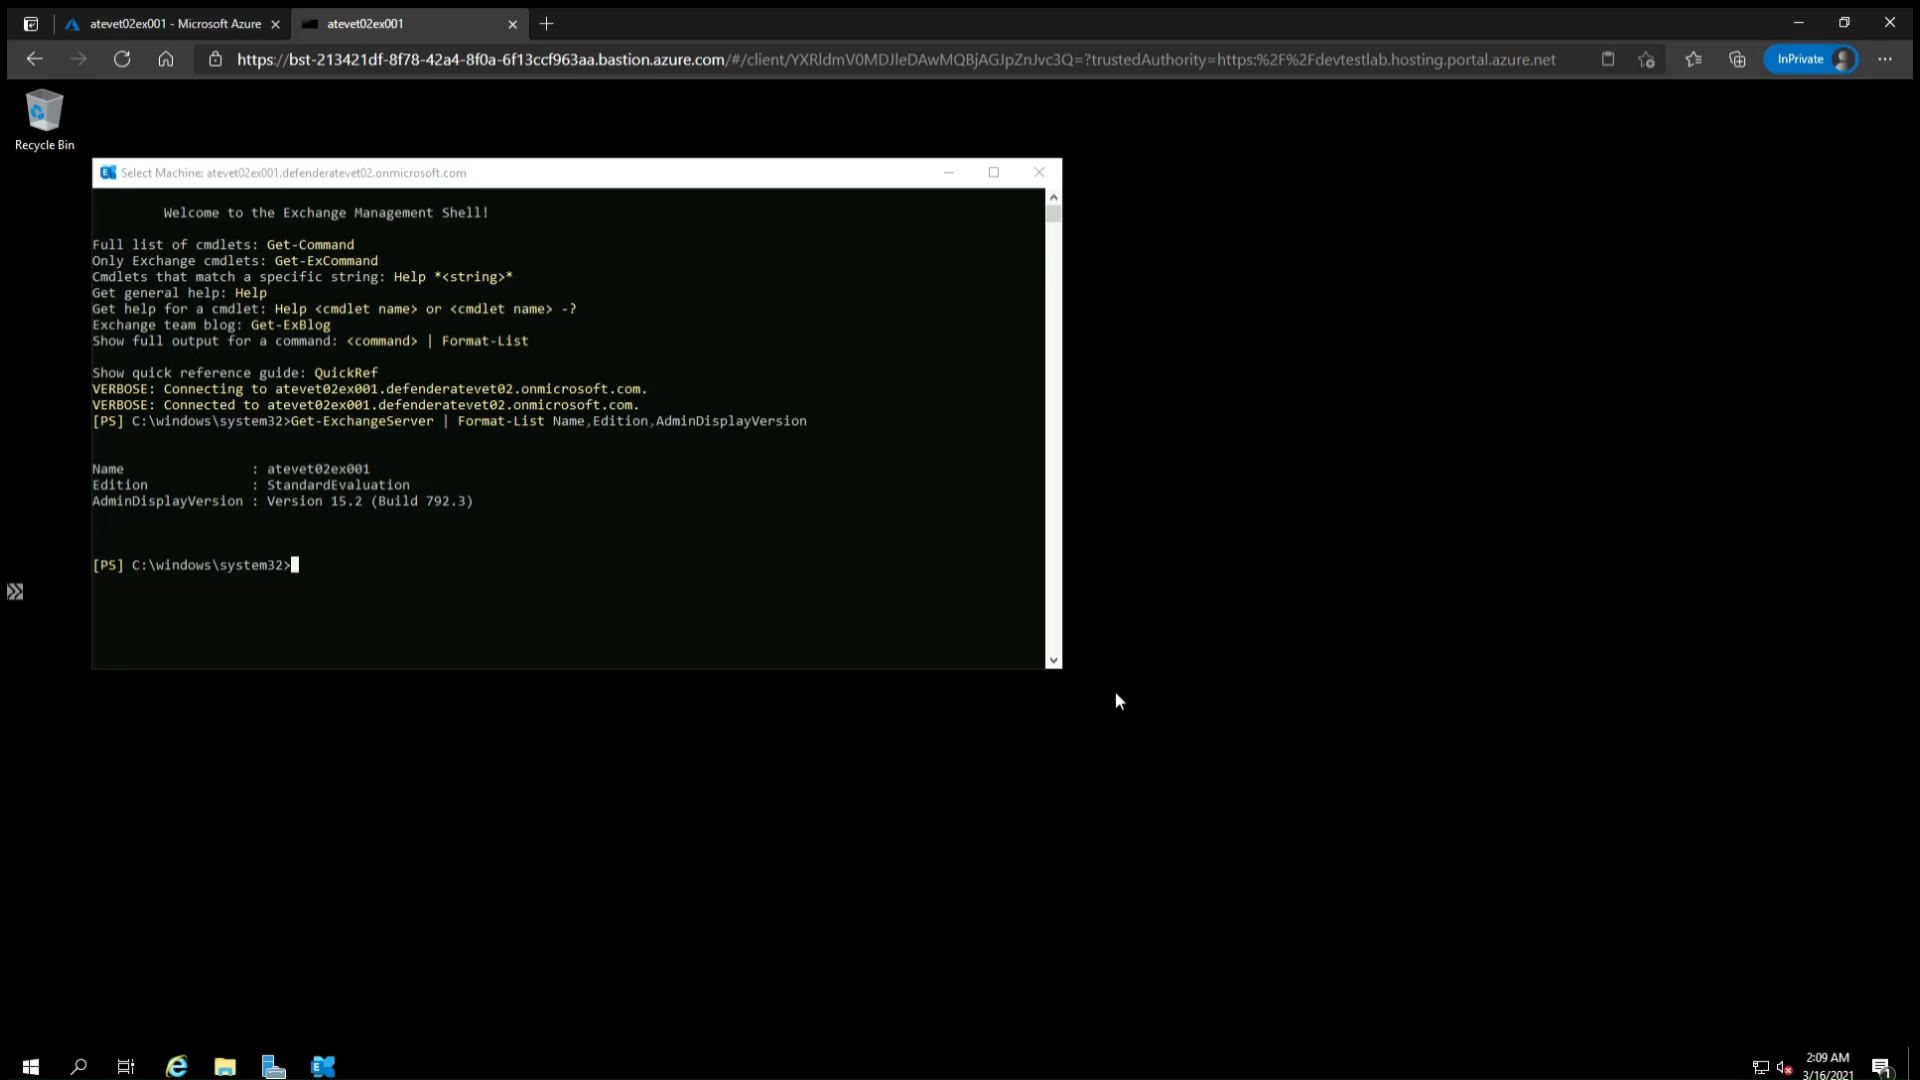 atevet02ex001 - Microsoft Azure
atevet02ex001
https://bst-213421df-8f78-42a4-8f0a-6f13ccf963aa.bastion.azure.com/#/client/YXRldmV0MDJleDAwMQBjAGJpZnJvc3Q=?trustedAuthority=https:%2F%2Fdevtestlab.hosting.portal.azure.net
InPrivate
Recycle Bin
Select Machine: atevet02ex001.defenderatevet02.onmicrosoft.com
Welcome to the Exchange Management Shell!
Full list of cmdlets: Get-Command
Only Exchange cmdlets: Get-ExCommand
Cmdlets that match a specific string: Help *<string>*
Get general help: Help
Get help for a cmdlet: Help <cmdlet name> or <cmdlet name> -?
Exchange team blog: Get-ExBlog
Show full output for a command: <command> | Format-List
Show quick reference guide: QuickRef
VERBOSE: Connecting to atevet02ex001.defenderatevet02.onmicrosoft.com.
VERBOSE: Connected to atevet02ex001.defenderatevet02.onmicrosoft.com.
[PS] C:\windows\system32>Get-ExchangeServer | Format-List Name,Edition,AdminDisplayVersion
Name : atevet02ex001
Edition : StandardEvaluation
AdminDisplayVersion : Version 15.2 (Build 792.3)
[PS] C:\windows\system32>
2:09 AM
3/16/2021
1